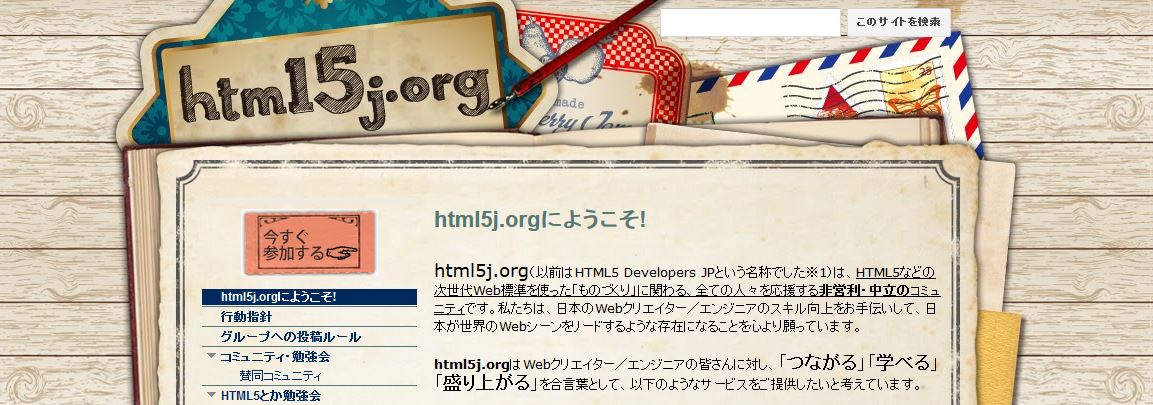 このサイトを検索
html5j.org
made
erry Jam
今すぐ
参加する
html5j.orgにようこそ!
行動指針
グループへの投稿ルール
コミュニティ・勉強会
賛同コミュニティ
HTML5とか勉強会
html5j.orgにようこそ!
html5j.org（以前はHTML5 Developers JPという名称でした※1）は、HTML5などの
次世代Web標準を使った「ものづくり」に関わる、全ての人々を応援する非営利・中立のコミュ
ニティです。私たちは、日本のWebクリエイター／エンジニアのスキル向上をお手伝いして、日
本が世界のWebシーンをリードするような存在になることを心より願っています。
html5j.orgはWebクリエイター／エンジニアの皆さんに対し、「つながる」「学べる」
「盛り上がる」を合言葉として、以下のようなサービスをご提供したいと考えています。